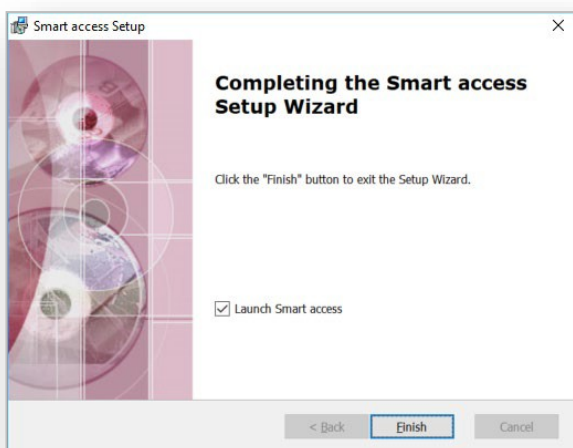 Smart access Setup
Completing the Smart access
Setup Wizard
Click the "Finish" button to exit the Setup Wizard.
Launch Smart access
< Back
Finish
Cancel